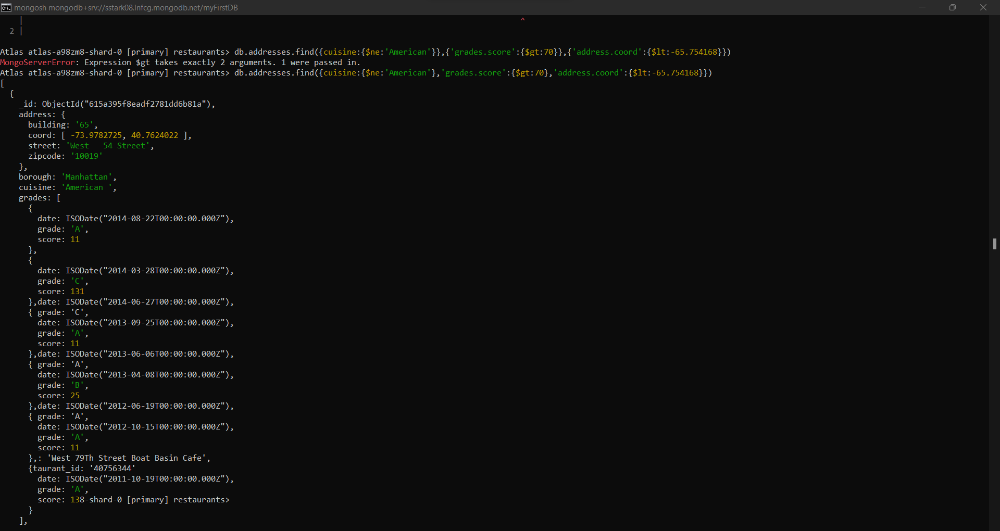 mongosh mongodb+srv://sstark08.lnfcg.mongodb.net/myFirstDB
|
^
2 |
Atlas atlas-a98zm8-shard-0 [primary] restaurants> db.addresses.find({cuisine:{$ne:'American'}},{'grades.score':{$gt:70}},{'address.coord':{$lt:-65.754168}})
MongoServerError: Expression $gt takes exactly 2 arguments. 1 were passed in.
Atlas atlas-a98zm8-shard-0 [primary] restaurants> db.addresses.find({cuisine:{$ne:'American'},'grades.score':{$gt:70},'address.coord':{$lt:-65.754168}})
[
  {
    _id: ObjectId("615a395f8eadf2781dd6b81a"),
    address: {
      building: '65',
      coord: [ -73.9782725, 40.7624022 ],
      street: 'West   54 Street',
      zipcode: '10019'
    },
    borough: 'Manhattan',
    cuisine: 'American ',
    grades: [
      {
        date: ISODate("2014-08-22T00:00:00.000Z"),
        grade: 'A',
        score: 11
      },
      {
        date: ISODate("2014-03-28T00:00:00.000Z"),
        grade: 'C',
        score: 131
      },date: ISODate("2014-06-27T00:00:00.000Z"),
      { grade: 'C',
        date: ISODate("2013-09-25T00:00:00.000Z"),
        grade: 'A',
        score: 11
      },date: ISODate("2013-06-06T00:00:00.000Z"),
      { grade: 'A',
        date: ISODate("2013-04-08T00:00:00.000Z"),
        grade: 'B',
        score: 25
      },date: ISODate("2012-06-19T00:00:00.000Z"),
      { grade: 'A',
        date: ISODate("2012-10-15T00:00:00.000Z"),
        grade: 'A',
        score: 11
      },: 'West 79Th Street Boat Basin Cafe',
      {taurant_id: '40756344'
        date: ISODate("2011-10-19T00:00:00.000Z"),
        grade: 'A',
        score: 138-shard-0 [primary] restaurants>
      }
    ],